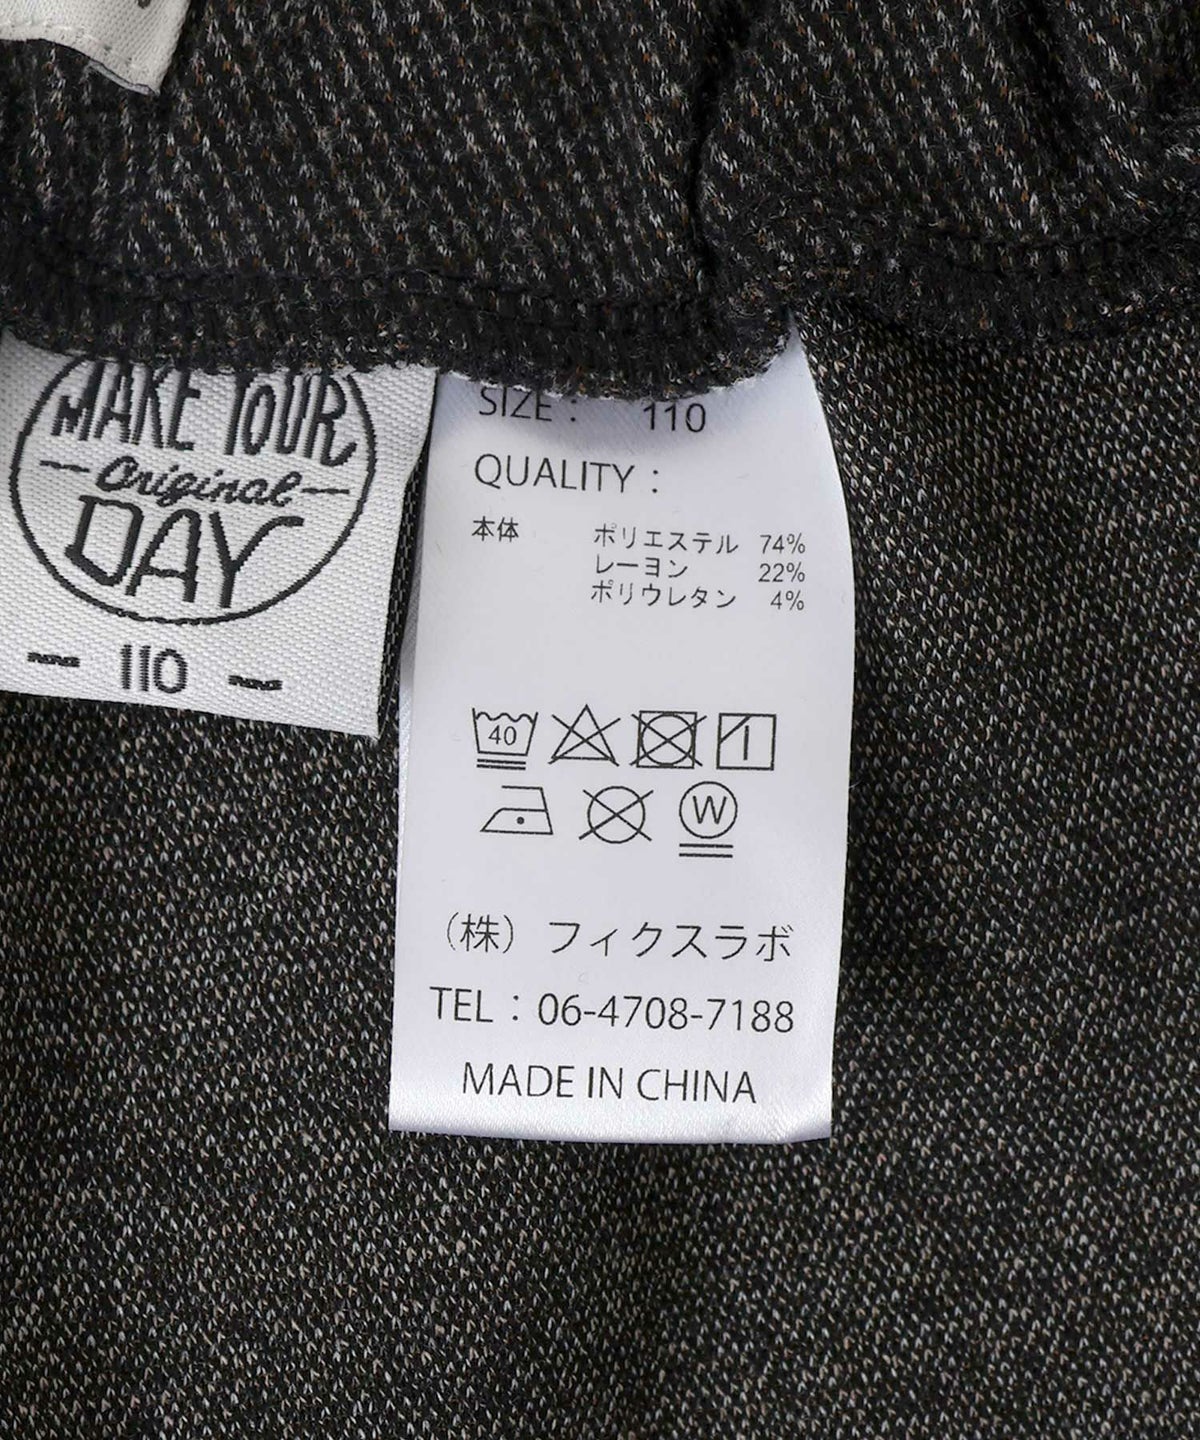 MAKE YOUR
Original
DAY
110
SIZE： 110
QUALITY：
本体 ポリエステル 74%
レーヨン 22%
ポリウレタン 4%
40
W
（株）フィクスラボ
TEL：06-4708-7188
MADE IN CHINA